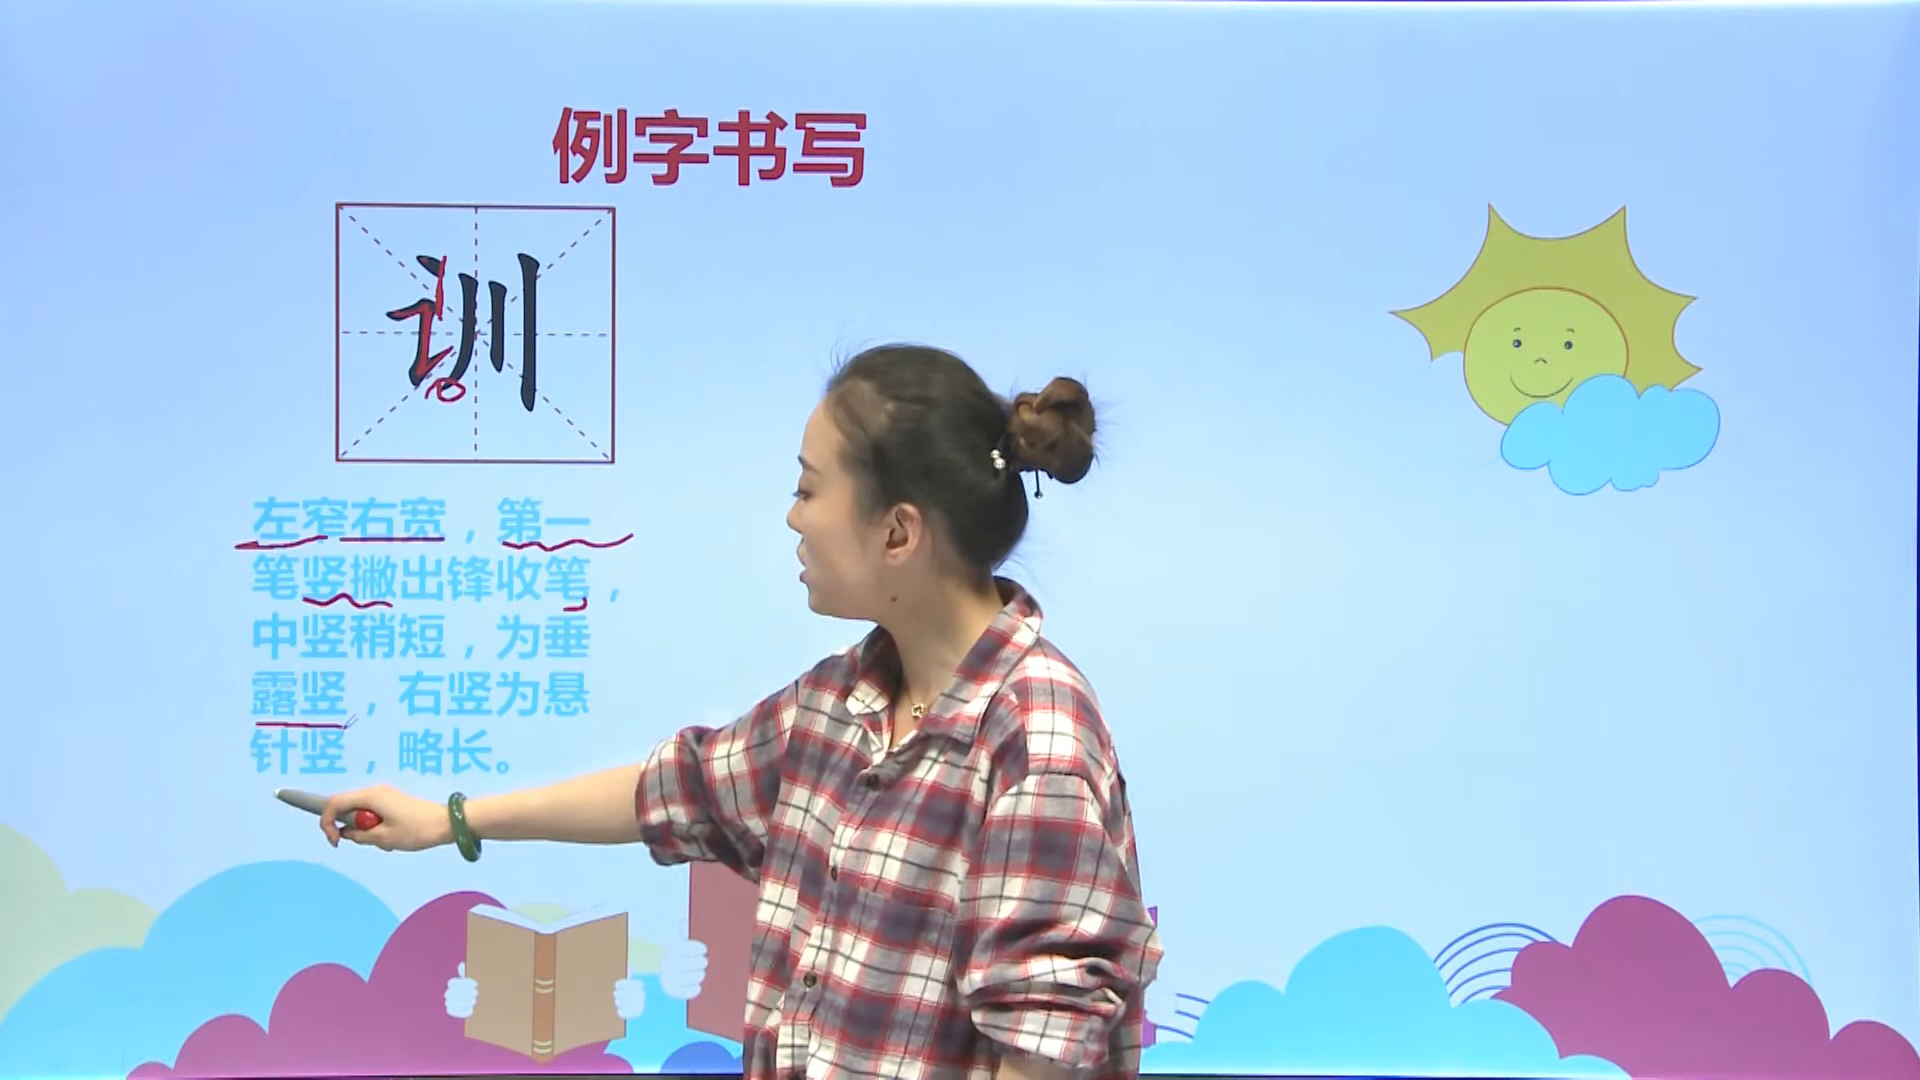 例字书写
训
左窄右宽，第一
笔竖撇出锋收笔，
中竖稍短，为垂
露竖，右竖为悬
针竖，略长。